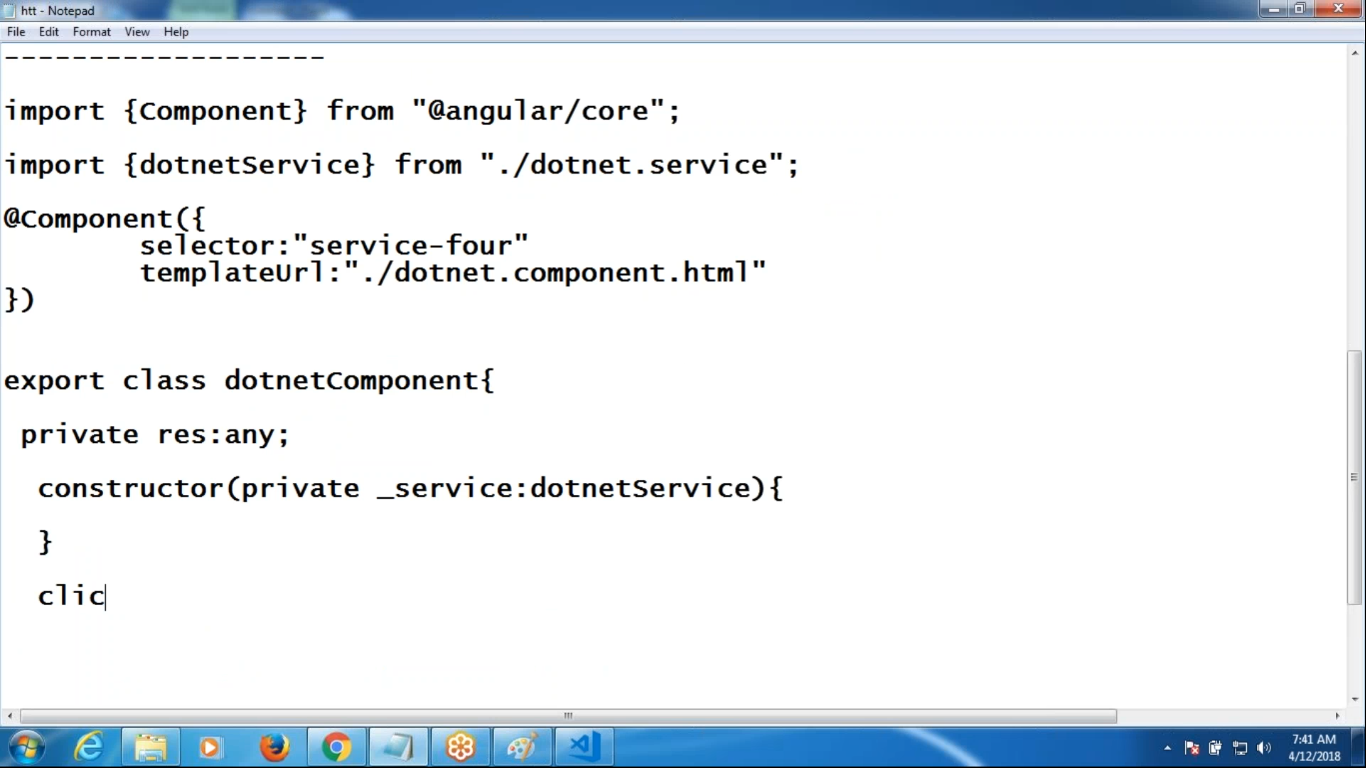 htt - Notepad
File Edit Format View Help
-------------------
import {Component} from "@angular/core";
import {dotnetService} from "./dotnet.service";
@Component({
selector:"service-four"
templateUrl:"./dotnet.component.html"
})
export class dotnetComponent{
private res:any;
constructor(private _service:dotnetService){
}
clic
7:41 AM
4/12/2018